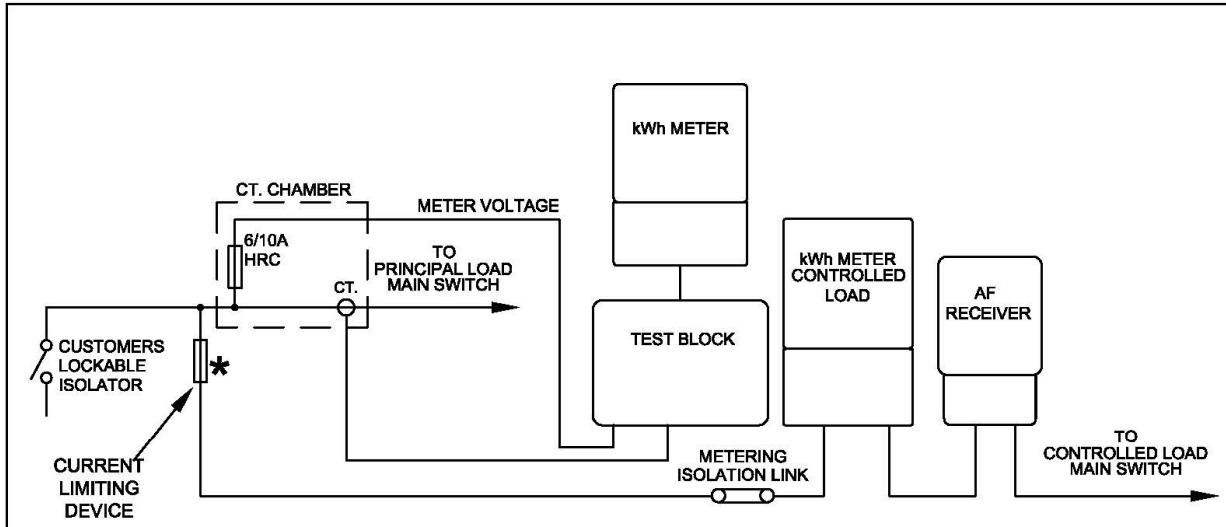 kWh METER
CT. CHAMBER
METER VOLTAGE
6/10A
HRC
TO
PRINCIPAL LOAD
MAIN SWITCH
CT.
kWh METER
CONTROLLED
LOAD
AF
RECEIVER
TEST BLOCK
CUSTOMERS
LOCKABLE
ISOLATOR
*
CURRENT
LIMITING
DEVICE
METERING
ISOLATION LINK
TO
CONTROLLED LOAD
MAIN SWITCH